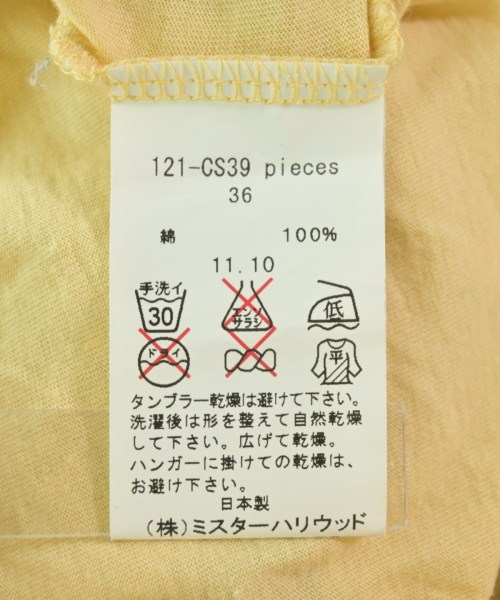 121-CS39 pieces
36
綿 100%
11.10
手洗イ
30
エンソ
サラシ
低
ドライ
平
タンブラー乾燥は避けて下さい。
洗濯後は形を整えて自然乾燥
して下さい。広げて乾燥。
ハンガーに掛けての乾燥は、
お避け下さい。
日本製
(株)ミスターハリウッド